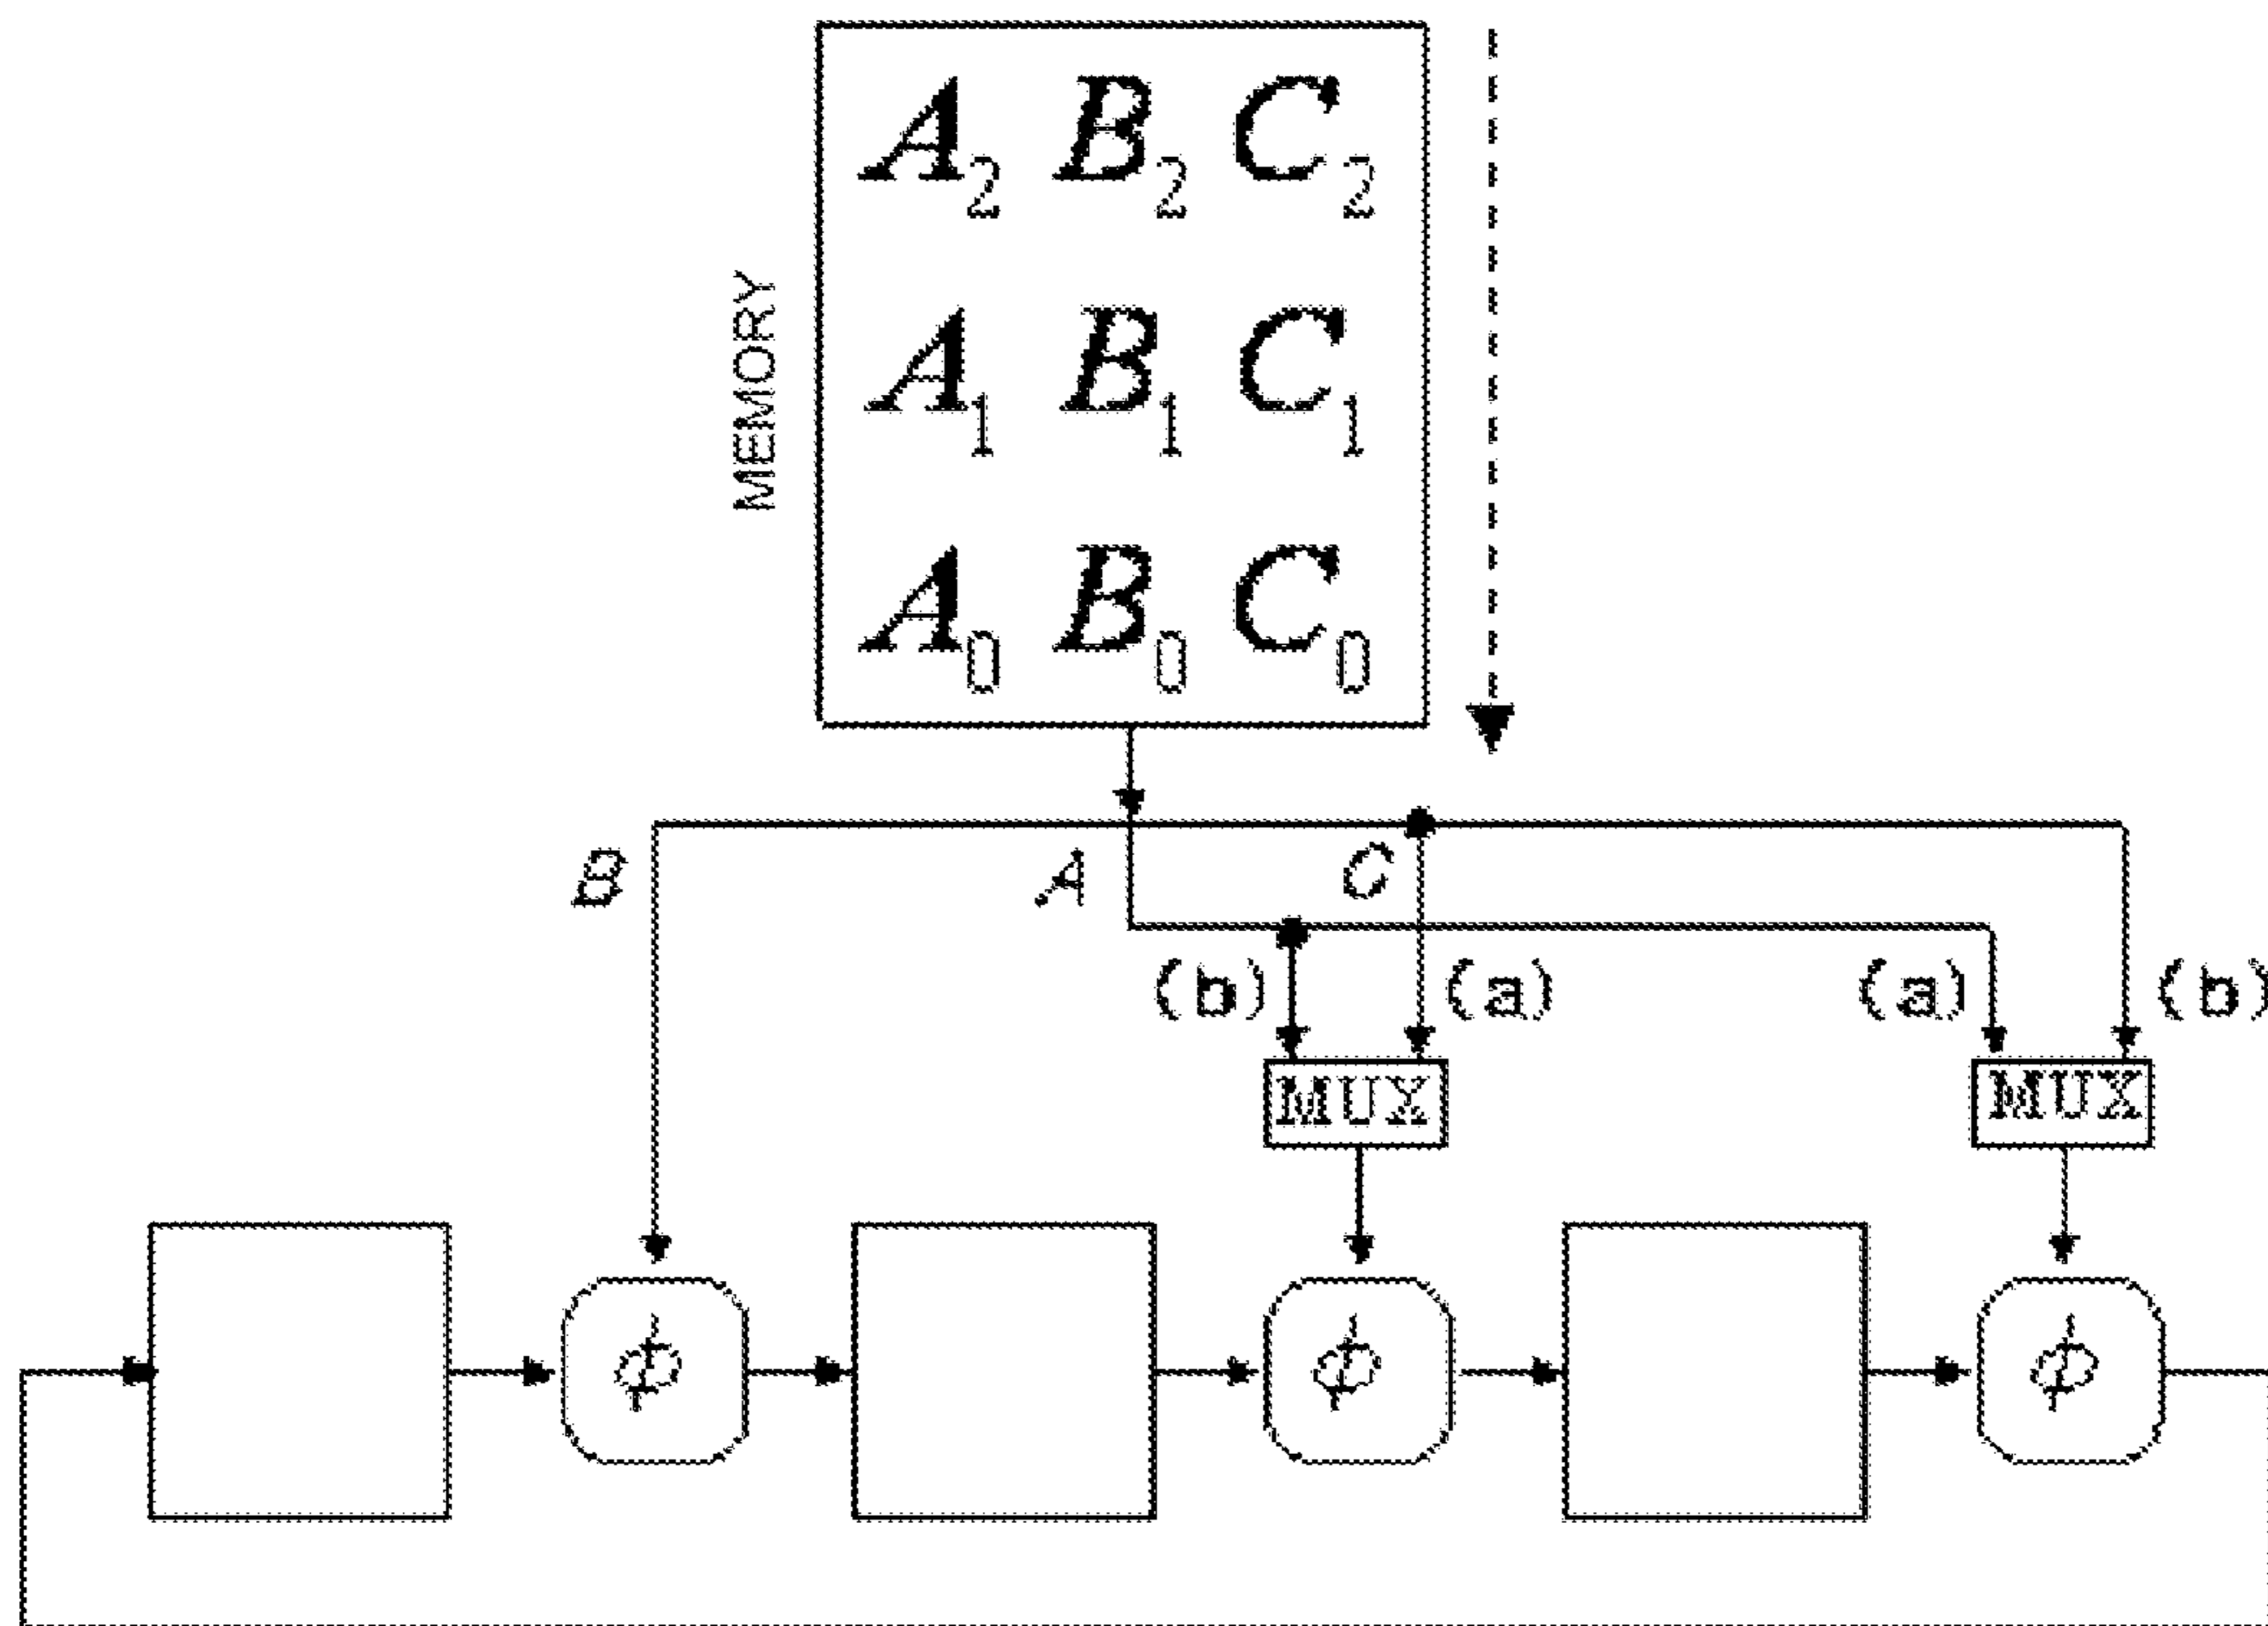 A2 B2 C2
MEMORY
A1 B1 C1
A0 B0 C0
B A C
(b) (a) (a) (b)
MUX MUX
ϕ ϕ ϕ